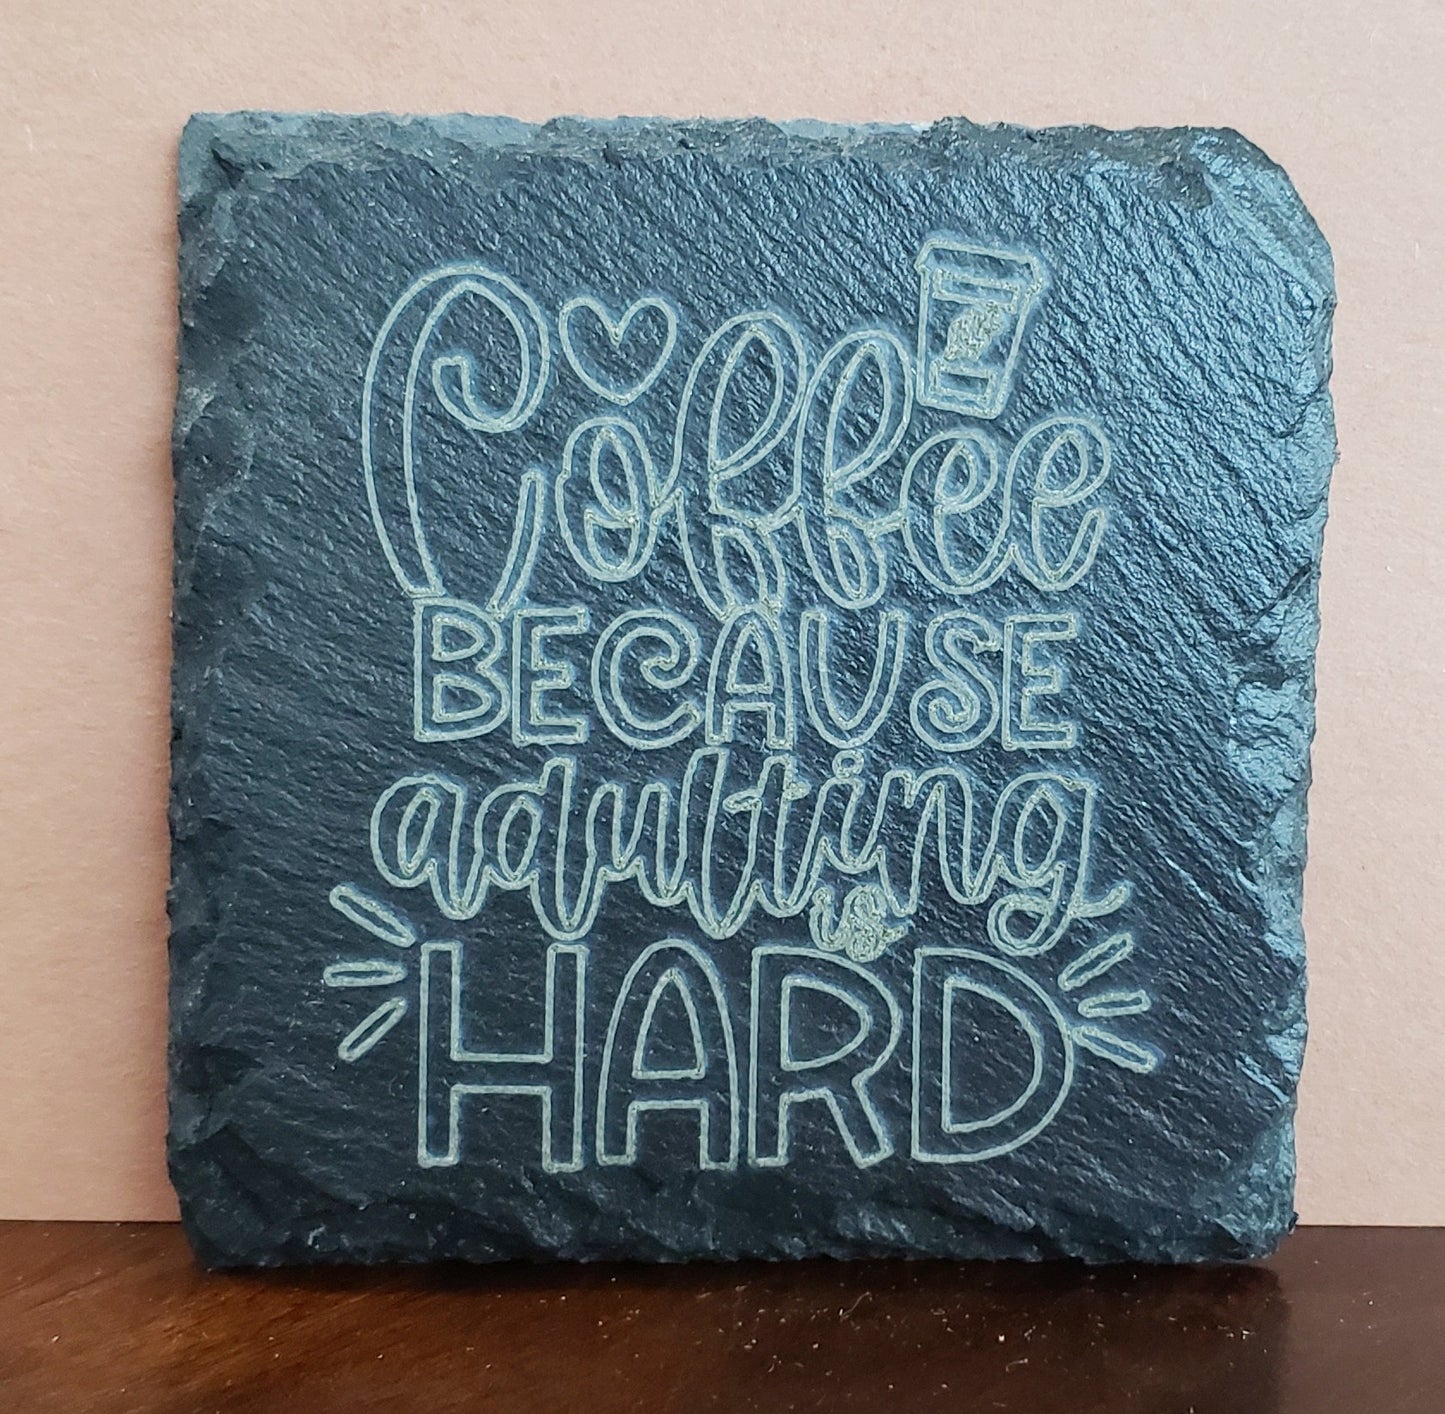 Coffee
BECAUSE
adulting
is
HARD